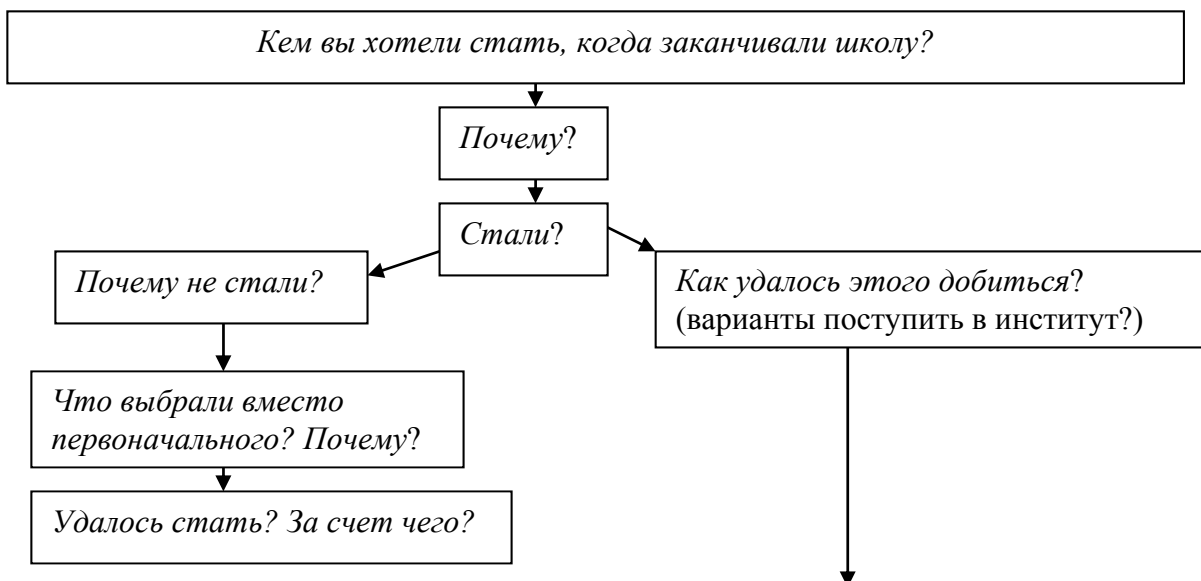 Кем вы хотели стать, когда заканчивали школу?
Почему?
Стали?
Почему не стали?
Как удалось этого добиться?
(варианты поступить в институт?)
Что выбрали вместо
первоначального? Почему?
Удалось стать? За счет чего?